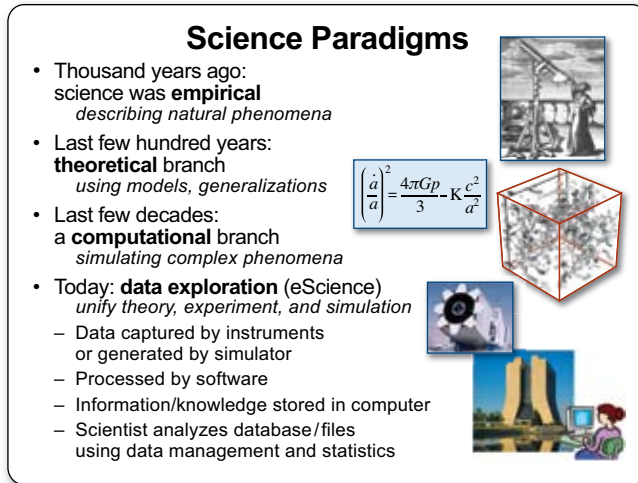 Science Paradigms
• Thousand years ago:
science was empirical
describing natural phenomena
• Last few hundred years:
theoretical branch
using models, generalizations
(ȧ/a)² = 4πGp/3 − K c²/a²
• Last few decades:
a computational branch
simulating complex phenomena
• Today: data exploration (eScience)
unify theory, experiment, and simulation
– Data captured by instruments
or generated by simulator
– Processed by software
– Information/knowledge stored in computer
– Scientist analyzes database/files
using data management and statistics